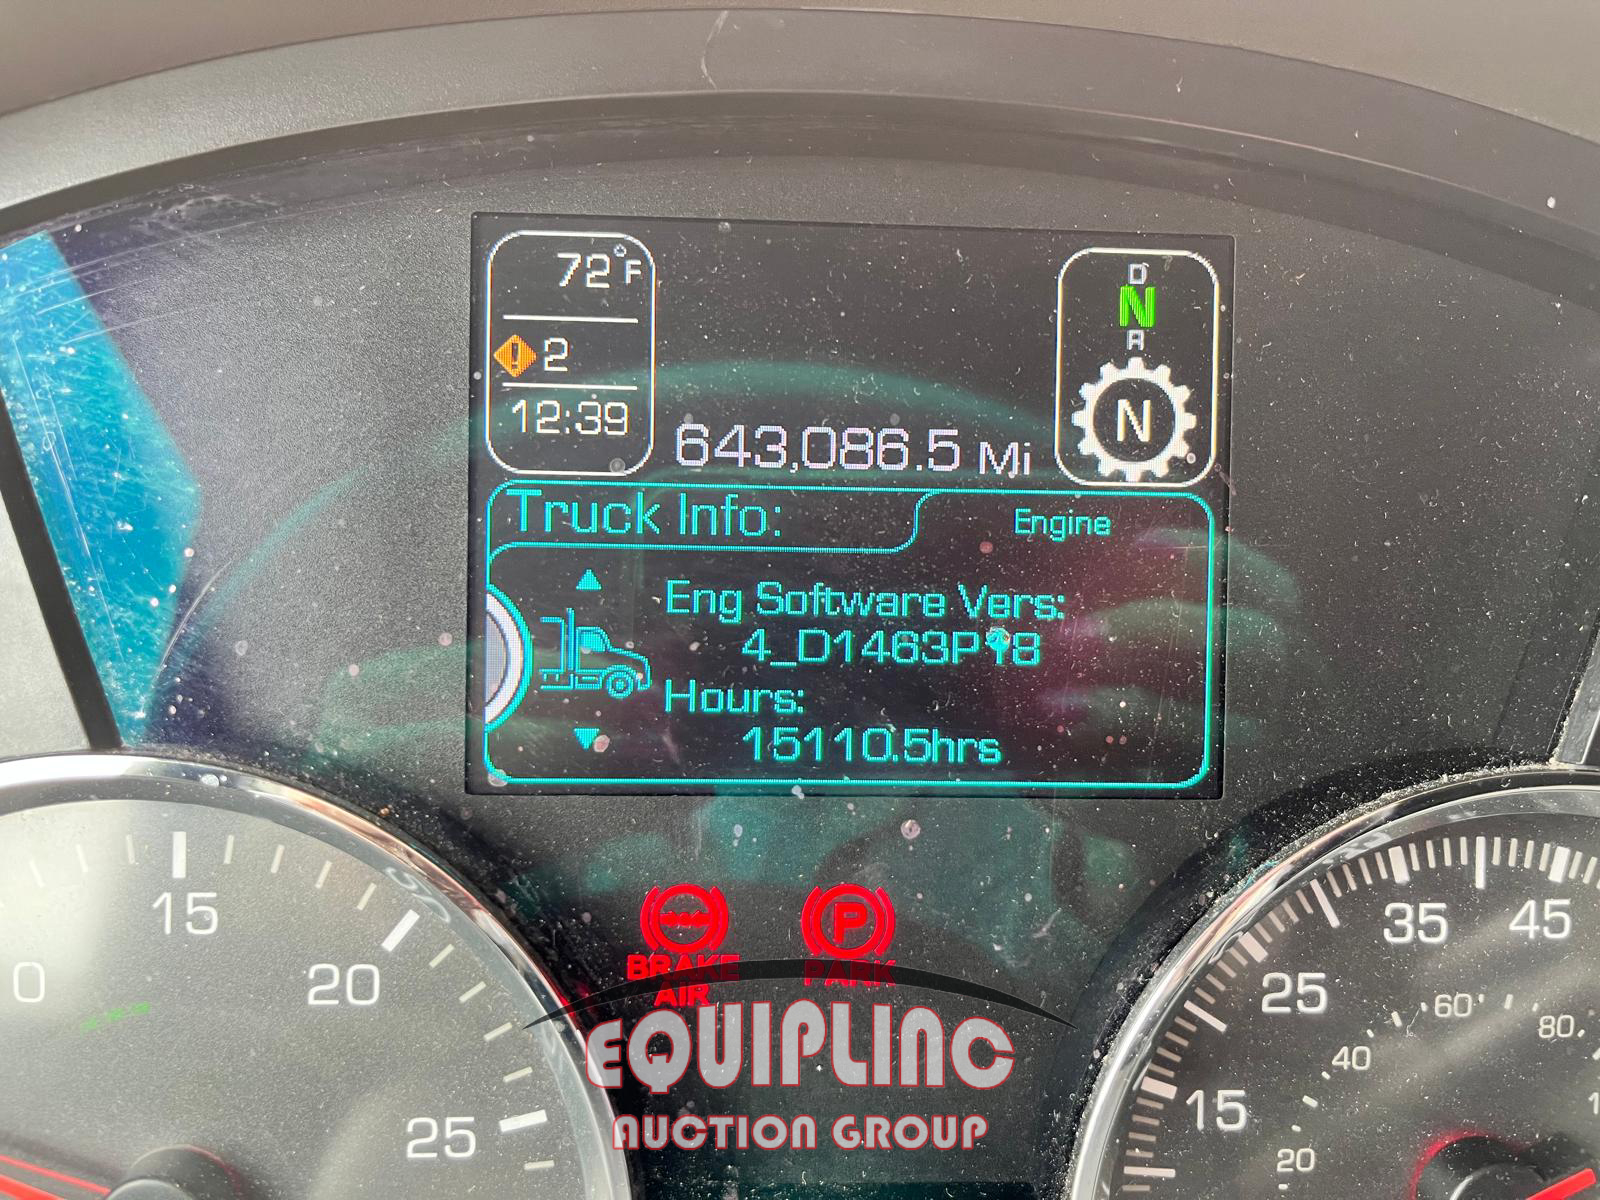 72°F
2
12:39
643,086.5 Mi
D
N
R
N
Truck Info:
Engine
Eng Software Vers:
Hours:
15110.5hrs
BRAKE
AIR
P
PARK
0
15
20
25
15
25
35
45
20
40
60
80
EQUIPLINC
AUCTION GROUP